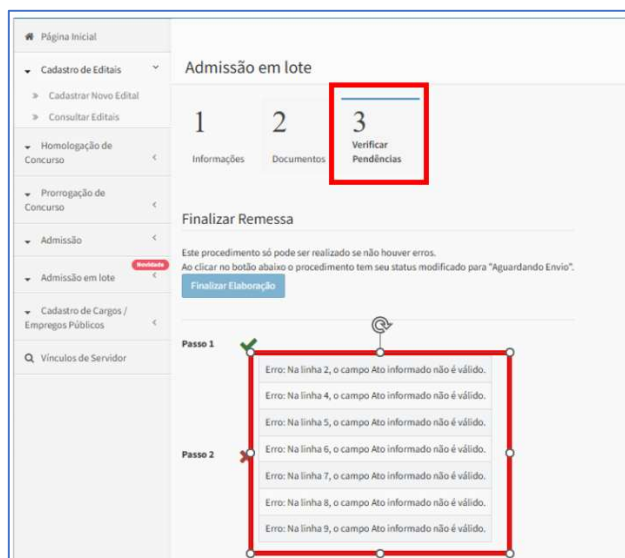 Página Inicial
Cadastro de Editais
Cadastrar Novo Edital
Consultar Editais
Homologação de
Concurso
Prorrogação de
Concurso
Admissão
Novidade
Admissão em lote
Cadastro de Cargos /
Empregos Públicos
Vínculos de Servidor
Admissão em lote
1
Informações
2
Documentos
3
Verificar
Pendências
Finalizar Remessa
Este procedimento só pode ser realizado se não houver erros.
Ao clicar no botão abaixo o procedimento tem seu status modificado para "Aguardando Envio".
Finalizar Elaboração
Passo 1
Passo 2
Erro: Na linha 2, o campo Ato informado não é válido.
Erro: Na linha 4, o campo Ato informado não é válido.
Erro: Na linha 5, o campo Ato informado não é válido.
Erro: Na linha 6, o campo Ato informado não é válido.
Erro: Na linha 7, o campo Ato informado não é válido.
Erro: Na linha 8, o campo Ato informado não é válido.
Erro: Na linha 9, o campo Ato informado não é válido.